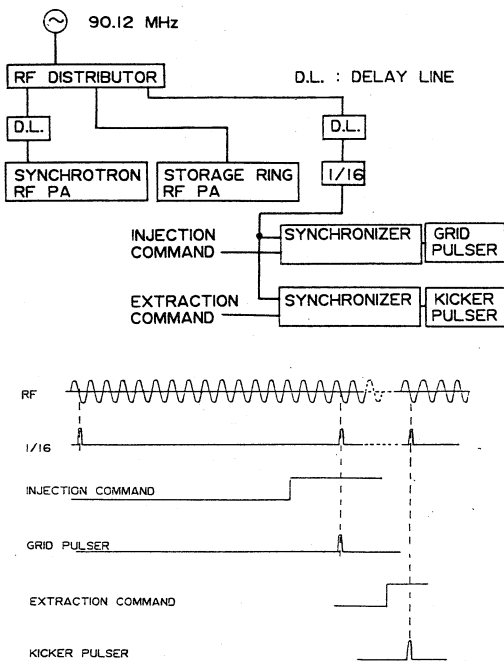 90.12 MHz
RF DISTRIBUTOR
D.L. : DELAY LINE
D.L.
D.L.
SYNCHROTRON
RF PA
STORAGE RING
RF PA
1/16
INJECTION
COMMAND
SYNCHRONIZER
GRID
PULSER
EXTRACTION
COMMAND
SYNCHRONIZER
KICKER
PULSER
RF
1/16
INJECTION COMMAND
GRID PULSER
EXTRACTION COMMAND
KICKER PULSER